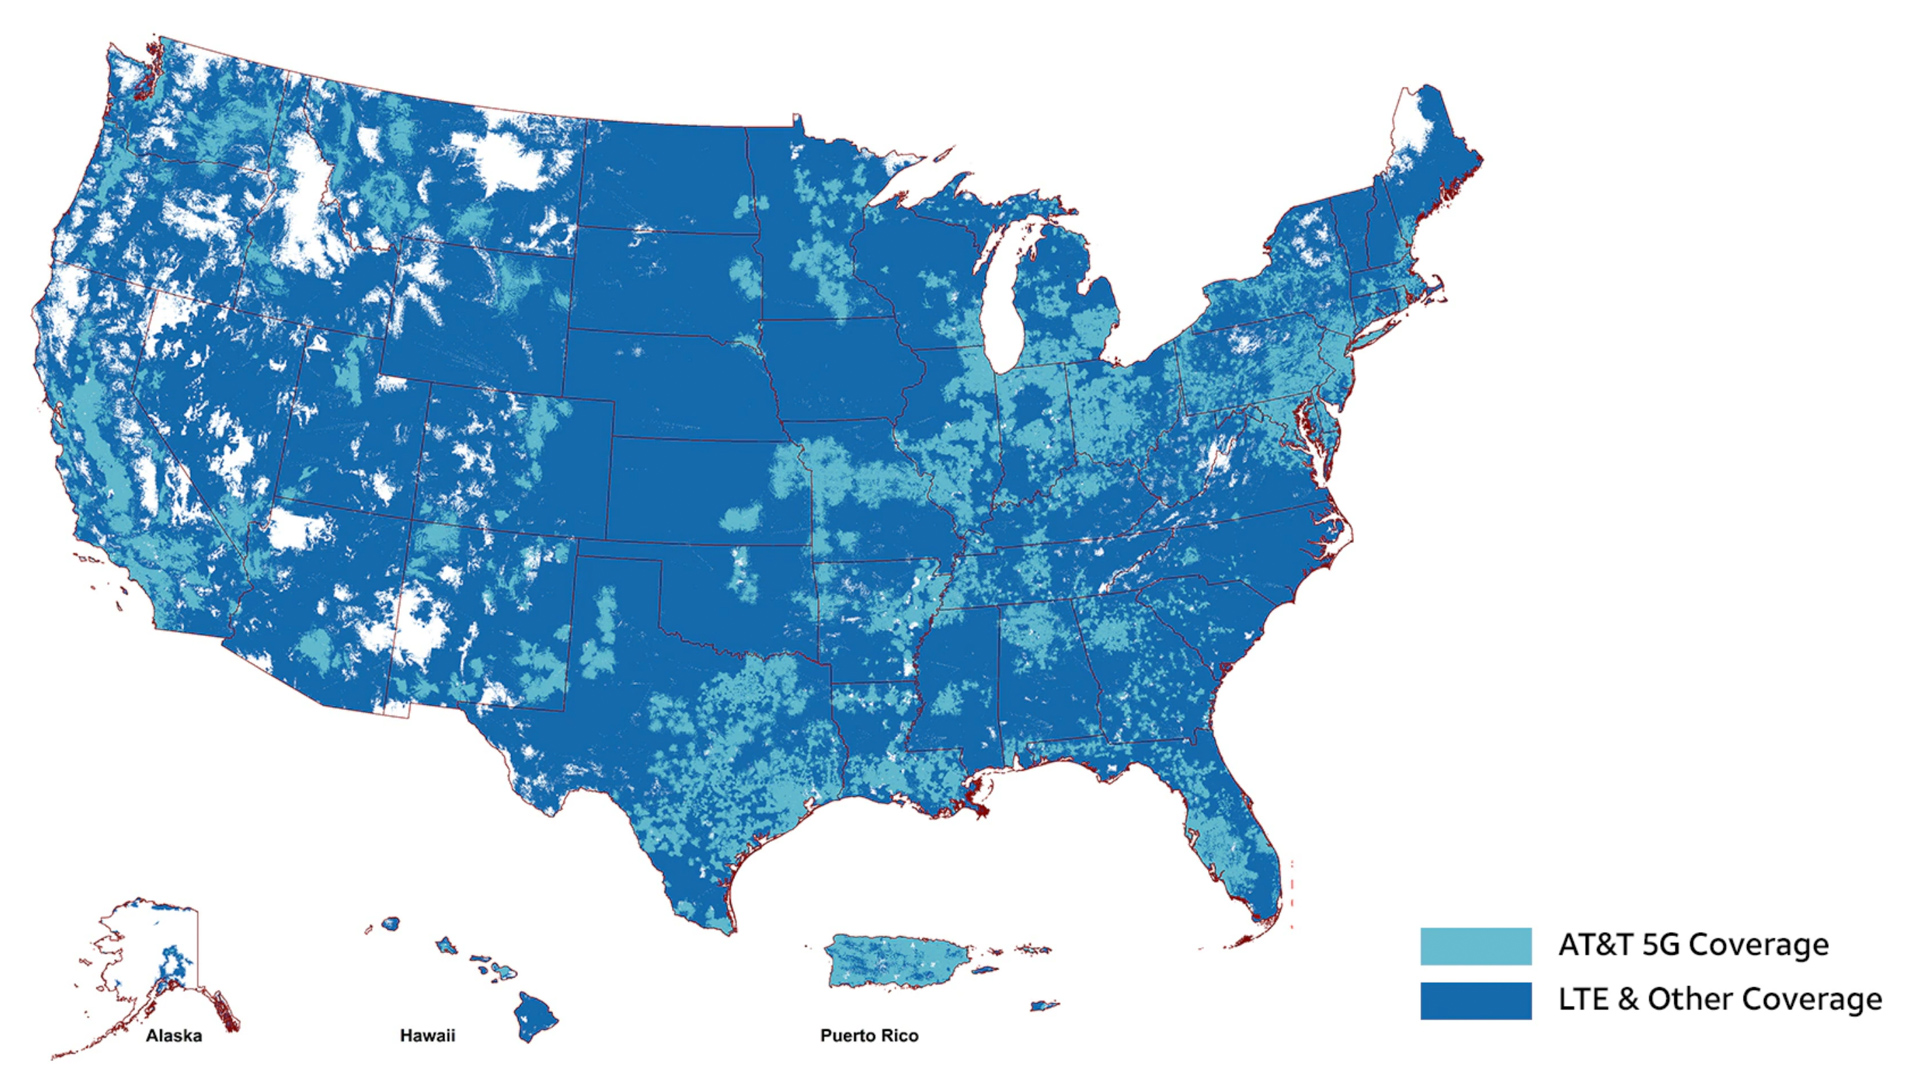 AT&T 5G Coverage
LTE & Other Coverage
Alaska
Hawaii
Puerto Rico